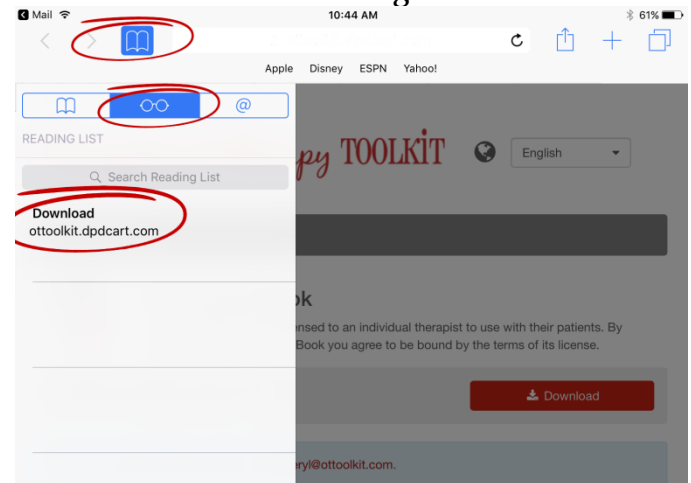 Mail 10:44 AM 61%
Apple Disney ESPN Yahoo!
@
READING LIST
Search Reading List
Download
ottoolkit.dpdcart.com
py TOOLKiT
English
ok
ensed to an individual therapist to use with their patients. By
Book you agree to be bound by the terms of its license.
Download
eryl@ottoolkit.com.